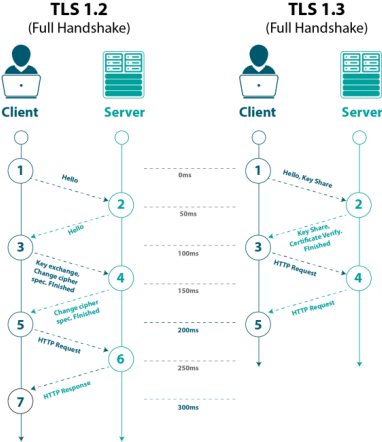 TLS 1.2
(Full Handshake)
Client
Server
1
Hello
2
Hello
3
Key exchange,
Change cipher
spec. FInished
4
Change cipher
spec. FInished
5
HTTP Request
6
HTTP Response
7
0ms
50ms
100ms
150ms
200ms
250ms
300ms
TLS 1.3
(Full Handshake)
Client
Server
1
Hello, Key Share
2
Key Share,
Certificate Verify.
Finished
3
HTTP Request
4
HTTP Request
5